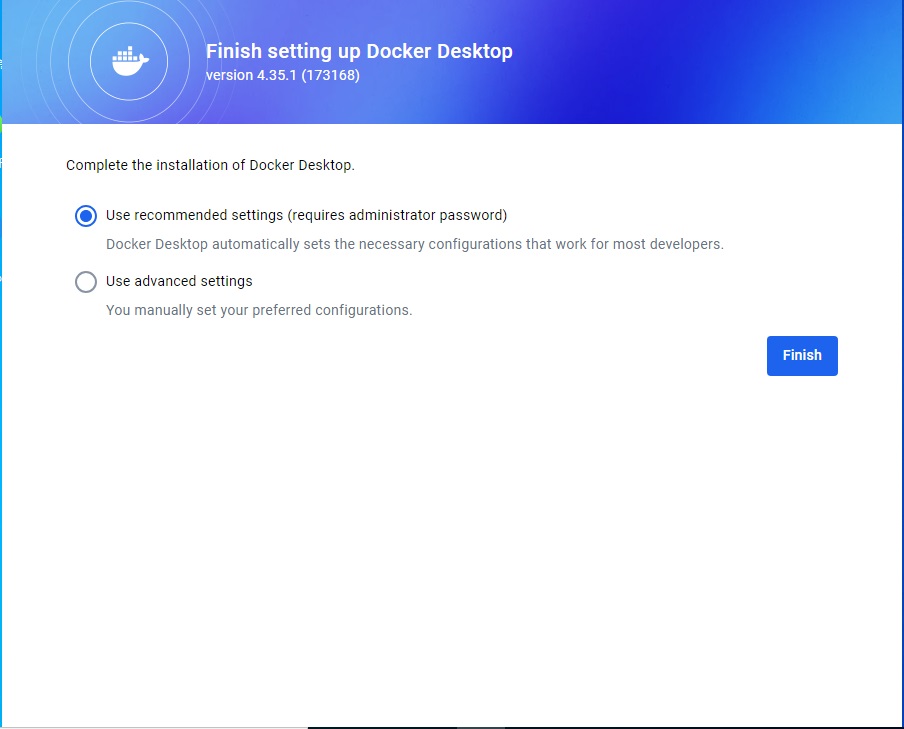 Finish setting up Docker Desktop
version 4.35.1 (173168)
Complete the installation of Docker Desktop.
Use recommended settings (requires administrator password)
Docker Desktop automatically sets the necessary configurations that work for most developers.
Use advanced settings
You manually set your preferred configurations.
Finish